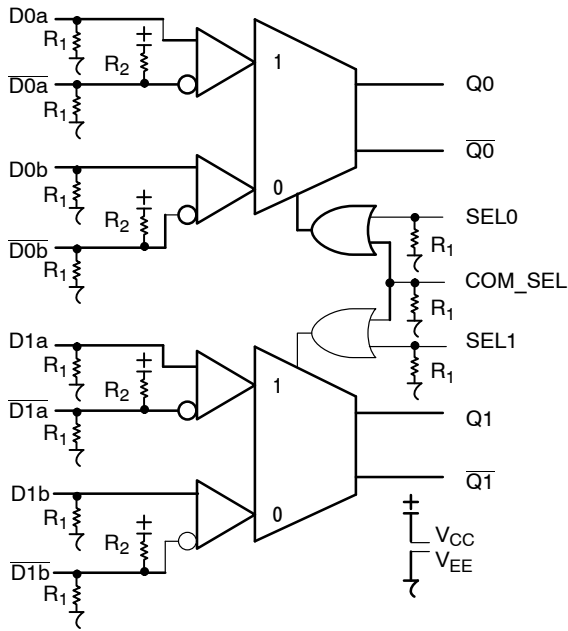 D0a
R1
R2
D0a
R1
1
Q0
Q0
D0b
R1
R2
D0b
R1
0
SEL0
R1
COM_SEL
R1
SEL1
R1
D1a
R1
R2
D1a
R1
1
Q1
Q1
D1b
R1
R2
D1b
R1
0
VCC
VEE